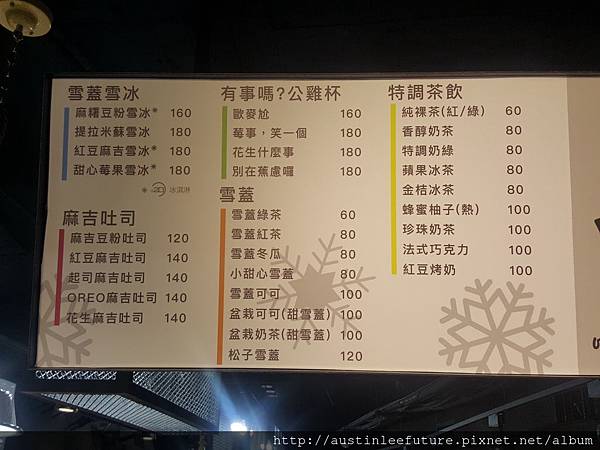 雪蓋雪冰
麻糬豆粉雪冰* 160
提拉米蘇雪冰 180
紅豆麻吉雪冰* 180
甜心莓果雪冰* 180
冰淇淋
麻吉吐司
麻吉豆粉吐司 120
紅豆麻吉吐司 140
起司麻吉吐司 140
OREO麻吉吐司 140
花生麻吉吐司 140
有事嗎?公雞杯
歐麥尬 160
莓事,笑一個 180
花生什麼事 180
別在蕉慮囉 180
雪蓋
雪蓋綠茶 60
雪蓋紅茶 80
雪蓋冬瓜 80
小甜心雪蓋 80
雪蓋可可 100
盆栽可可(甜雪蓋) 100
盆栽奶茶(甜雪蓋) 100
松子雪蓋 120
特調茶飲
純裸茶(紅/綠) 60
香醇奶茶 80
特調奶綠 80
蘋果冰茶 80
金桔冰茶 80
蜂蜜柚子(熱) 100
珍珠奶茶 100
法式巧克力 100
紅豆烤奶 100
http://austinleefuture.pixnet.net/album